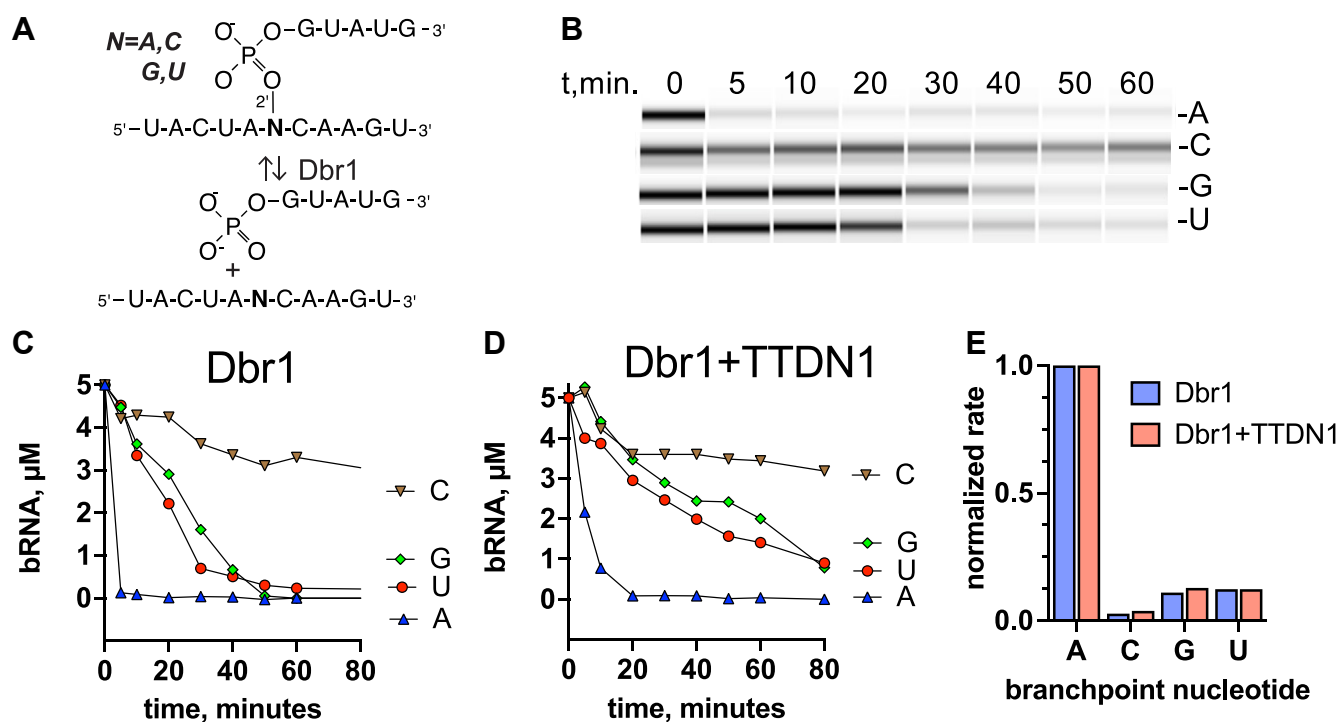 A
N=A,C
G,U
O⁻
O
P
O⁻
O
-G-U-A-U-G-3'
2'
5'-U-A-C-U-A-N-C-A-A-G-U-3'
↑↓ Dbr1
O⁻
O
P
O⁻
O
-G-U-A-U-G-3'
+
5'-U-A-C-U-A-N-C-A-A-G-U-3'
B
t,min. 0 5 10 20 30 40 50 60
-A
-C
-G
-U
C
Dbr1
bRNA, µM
5
4
3
2
1
0
C
G
U
A
0 20 40 60 80
time, minutes
D
Dbr1+TTDN1
bRNA, µM
5
4
3
2
1
0
C
G
U
A
0 20 40 60 80
time, minutes
E
normalized rate
1.0
0.5
0.0
Dbr1
Dbr1+TTDN1
A C G U
branchpoint nucleotide